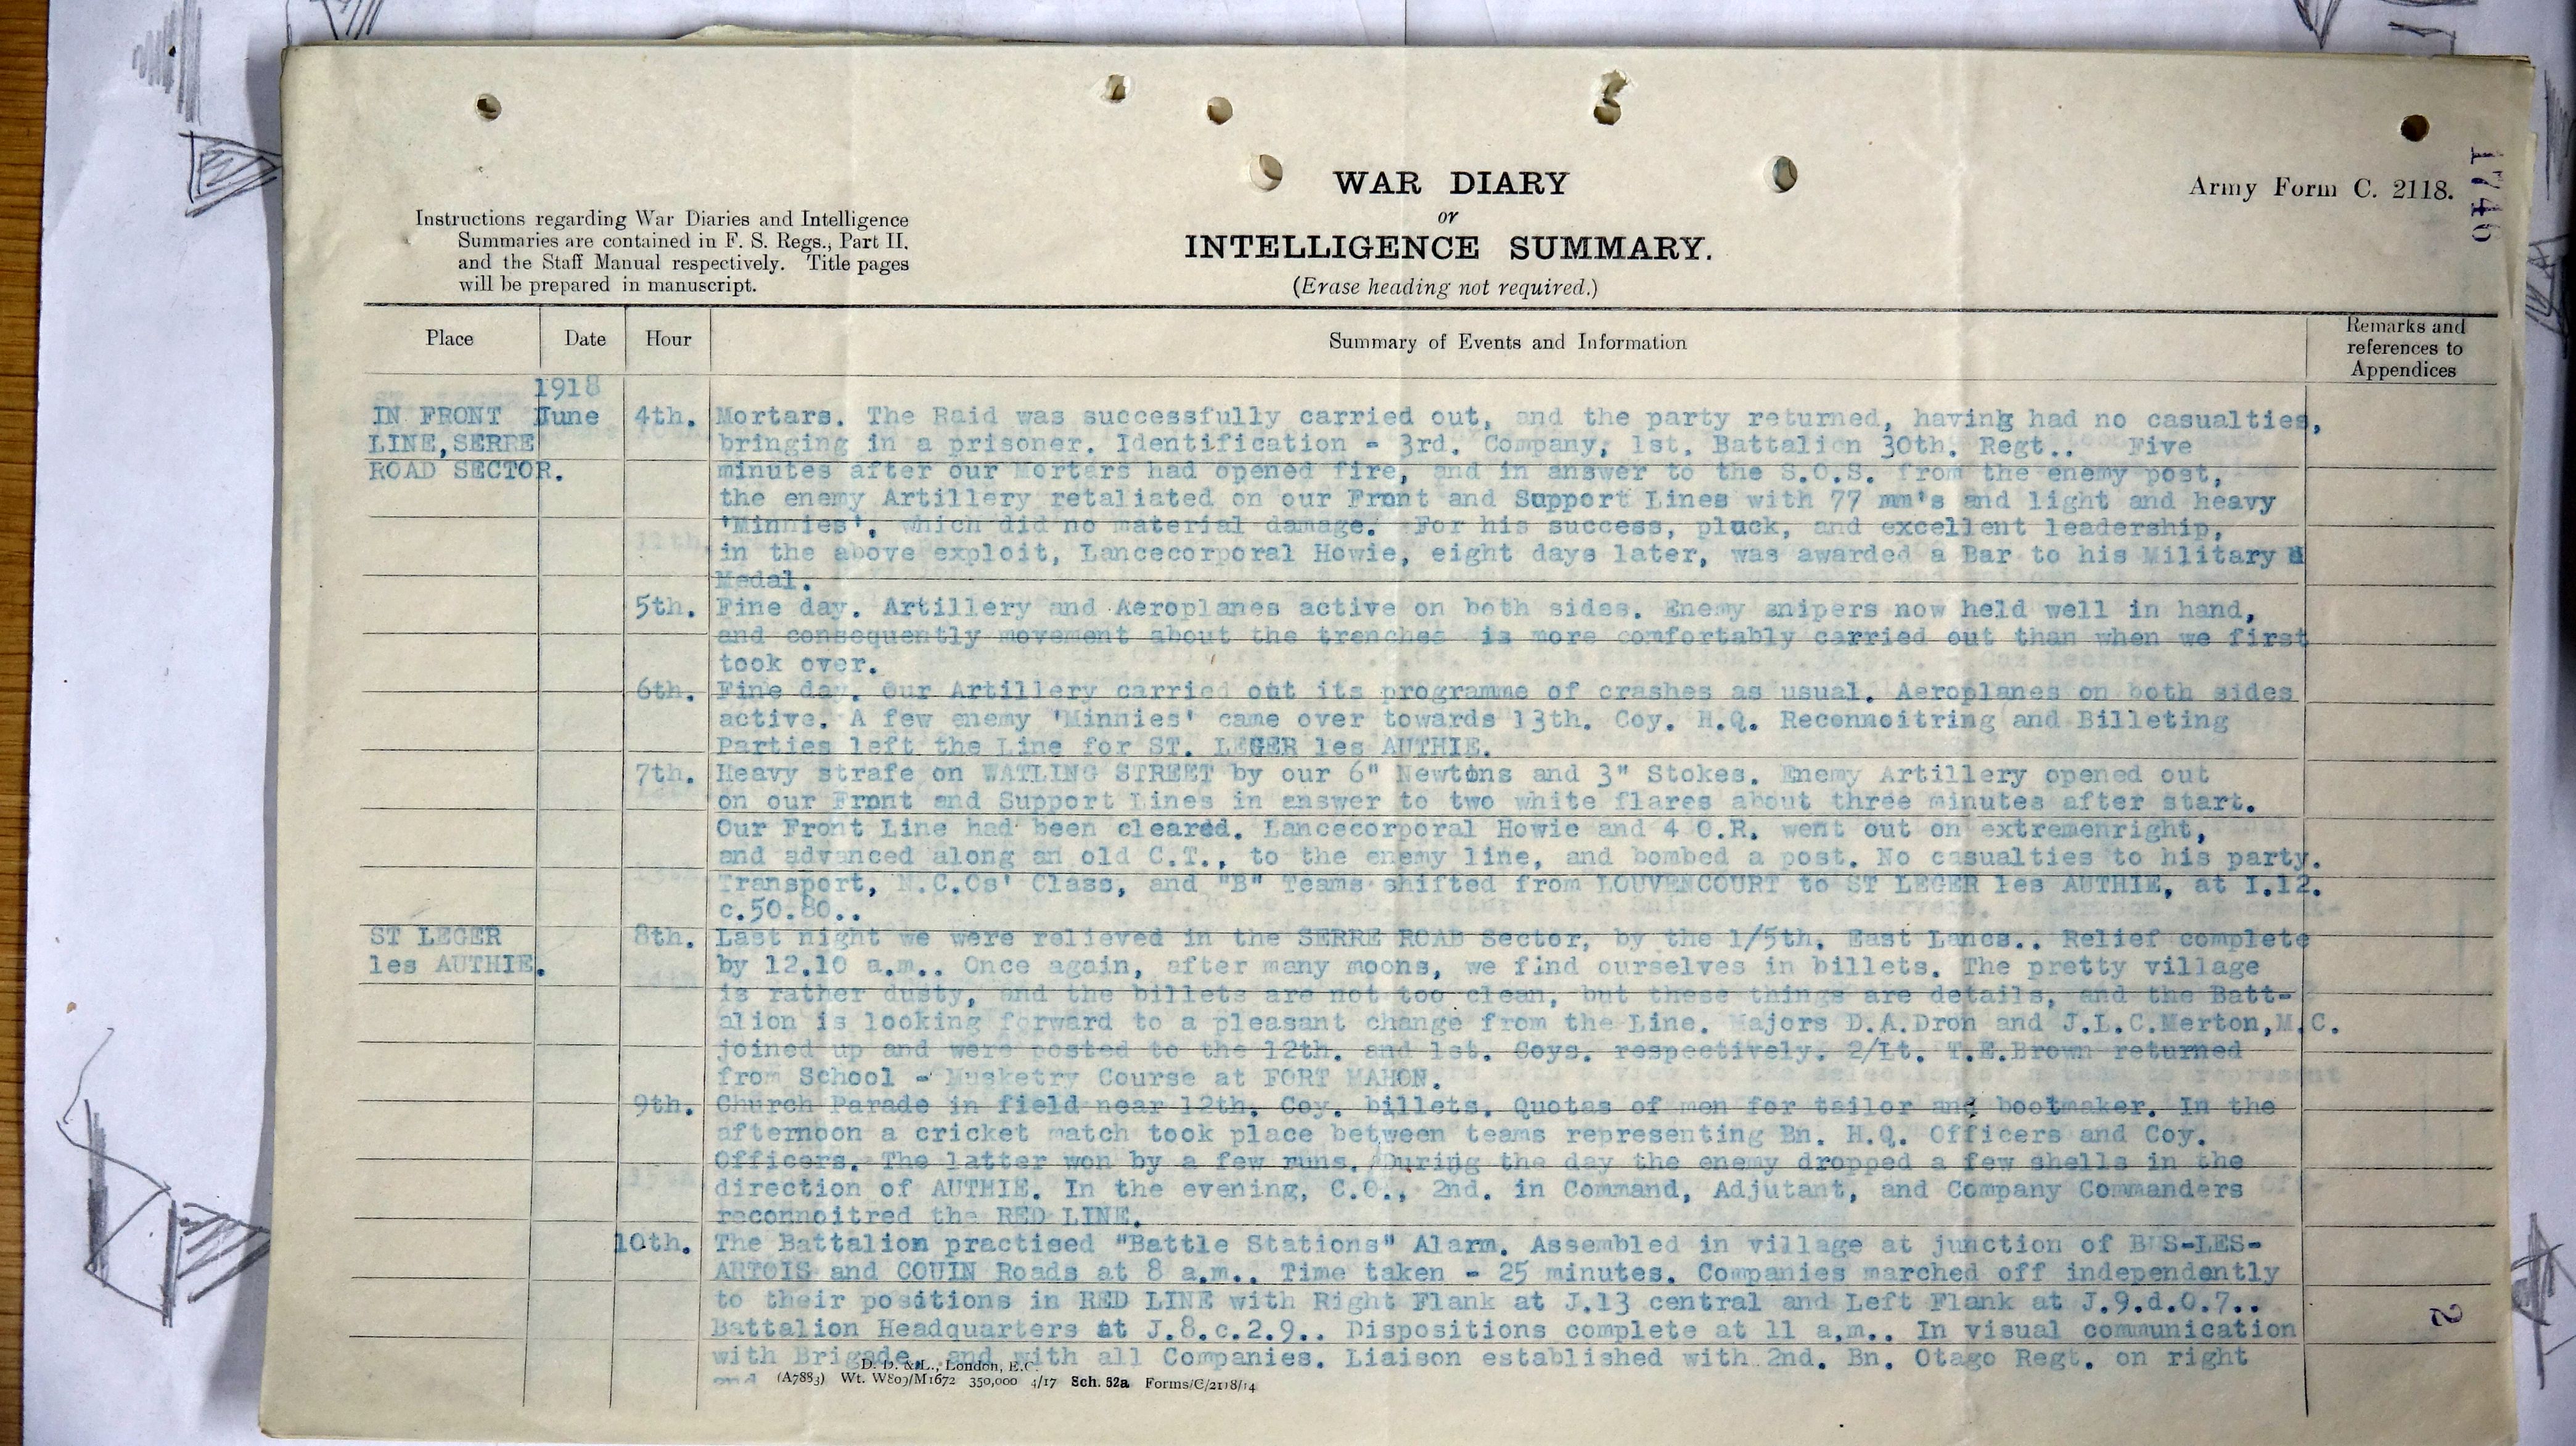 WAR DIARY
or
INTELLIGENCE SUMMARY.
(Erase heading not required.)
Army Form C. 2118.
1746
Instructions regarding War Diaries and Intelligence
Summaries are contained in F. S. Regs., Part II.
and the Staff Manual respectively. Title pages
will be prepared in manuscript.
Place Date Hour Summary of Events and Information Remarks and references to Appendices
1918
IN FRONT June 4th. Mortars. The Raid was successfully carried out, and the party returned, having had no casualties,
LINE,SERRE bringing in a prisoner. Identification - 3rd. Company, 1st. Battalion 30th. Regt.. Five
ROAD SECTOR. minutes after our Mortars had opened fire, and in answer to the S.O.S. from the enemy post,
the enemy Artillery retaliated on our Front and Support Lines with 77 mm's and light and heavy
'Minnies', which did no material damage. For his success, pluck, and excellent leadership,
in the above exploit, Lancecorporal Howie, eight days later, was awarded a Bar to his Military
Medal.
5th. Fine day. Artillery and Aeroplanes active on both sides. Enemy snipers now held well in hand,
and consequently movement about the trenches is more comfortably carried out than when we first
took over.
6th. Fine day. Our Artillery carried out its programme of crashes as usual. Aeroplanes on both sides
active. A few enemy 'Minnies' came over towards 13th. Coy. H.Q. Reconnoitring and Billeting
Parties left the Line for ST. LEGER les AUTHIE.
7th. Heavy strafe on WATLING STREET by our 6" Newtons and 3" Stokes. Enemy Artillery opened out
on our Front and Support Lines in answer to two white flares about three minutes after start.
Our Front Line had been cleared. Lancecorporal Howie and 4 O.R. went out on extremenright,
and advanced along an old C.T., to the enemy line, and bombed a post. No casualties to his party.
Transport, N.C.Os' Class, and "B" Teams shifted from LOUVENCOURT to ST LEGER les AUTHIE, at I.12.
c.50.80..
ST LEGER 8th. Last night we were relieved in the SERRE ROAD Sector, by the 1/5th. East Lancs.. Relief complete
les AUTHIE. by 12.10 a.m.. Once again, after many moons, we find ourselves in billets. The pretty village
is rather dusty, and the billets are not too clean, but these things are details, and the Batt-
alion is looking forward to a pleasant change from the Line. Majors D.A.Dron and J.L.C.Merton,M.C.
joined up and were posted to the 12th. and 1st. Coys. respectively. 2/Lt. T.E.Brown returned
from School - Musketry Course at FORT MAHON.
9th. Church Parade in field near 12th. Coy. billets. Quotas of men for tailor and bootmaker. In the
afternoon a cricket match took place between teams representing Bn. H.Q. Officers and Coy.
Officers. The latter won by a few runs. During the day the enemy dropped a few shells in the
direction of AUTHIE. In the evening, C.O., 2nd. in Command, Adjutant, and Company Commanders
reconnoitred the RED LINE.
10th. The Battalion practised "Battle Stations" Alarm. Assembled in village at junction of BUS-LES-
ARTOIS and COUIN Roads at 8 a.m.. Time taken - 25 minutes. Companies marched off independently
to their positions in RED LINE with Right Flank at J.13 central and Left Flank at J.9.d.0.7..
Battalion Headquarters at J.8.c.2.9.. Dispositions complete at 11 a.m.. In visual communication
with Brigade, and with all Companies. Liaison established with 2nd. Bn. Otago Regt. on right
and
2
D. D. & L., London, E.C.
(A7883) Wt. W809/M1672 350,000 4/17 Sch. 52a Forms/C/2118/14